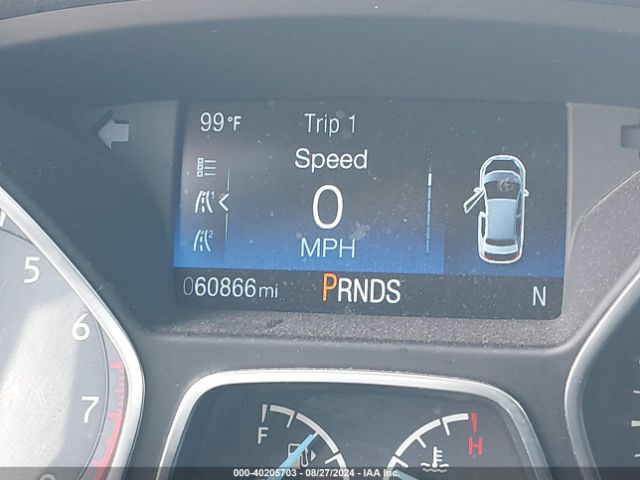 99°F Trip 1
Speed
0
MPH
060866mi PRNDS N
5
6
7
F H
000-40205703 - 08/27/2024 - IAA Inc.